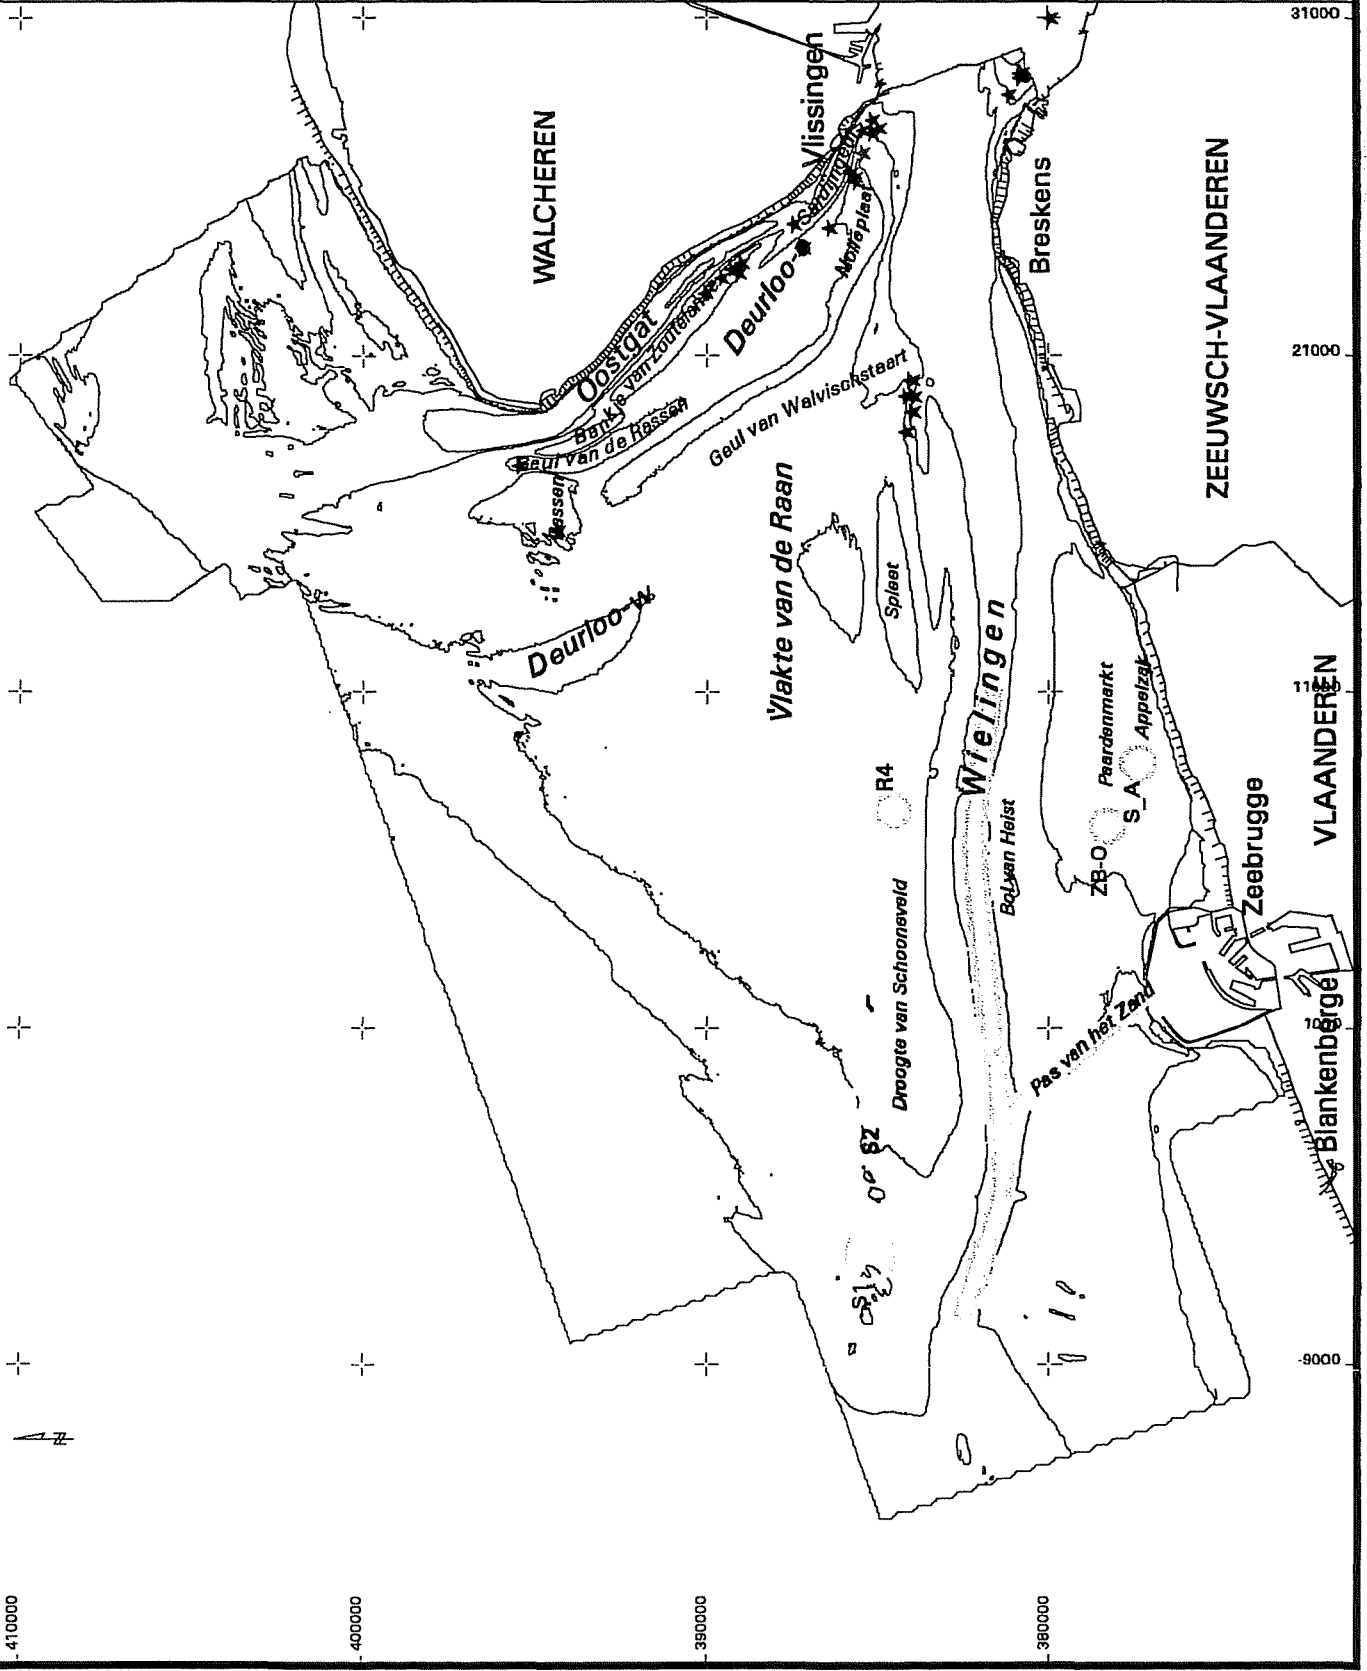 410000
400000
390000
380000
31000
21000
11000
1000
-9000
N
WALCHEREN
Vlissingen
Sardijngeul
Nolleplaat
Oostgat
Bankje van Zoutelande
Deurloo-O
Geul van de Rassen
Rassen
Geul van Walvischstaart
Breskens
ZEEUWSCH-VLAANDEREN
Vlakte van de Raan
Spleet
Deurloo-W
Wielingen
R4
Paardenmarkt
Appelzak
S_A
ZB-O
Bol van Heist
Droogte van Schooneveld
VLAANDEREN
Zeebrugge
Pas van het Zand
Blankenberge
S2
S1